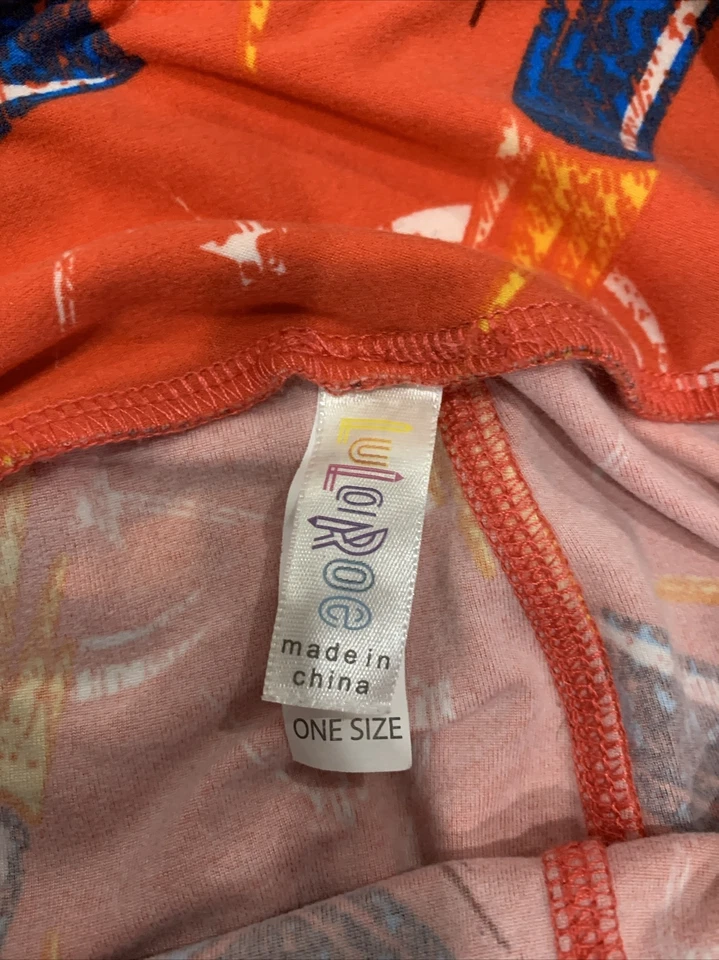 LuLaRoe
made in
china
ONE SIZE